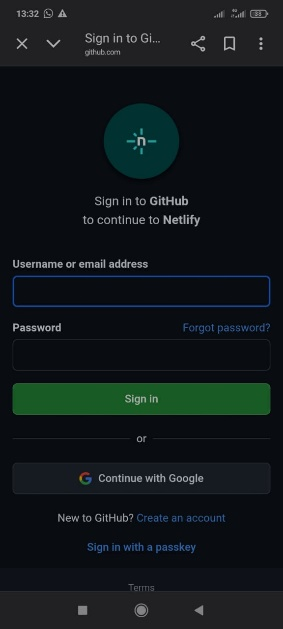 13:32
4G
33
Sign in to Gi...
github.com
n
Sign in to GitHub
to continue to Netlify
Username or email address
Password Forgot password?
Sign in
or
Continue with Google
New to GitHub? Create an account
Sign in with a passkey
Terms